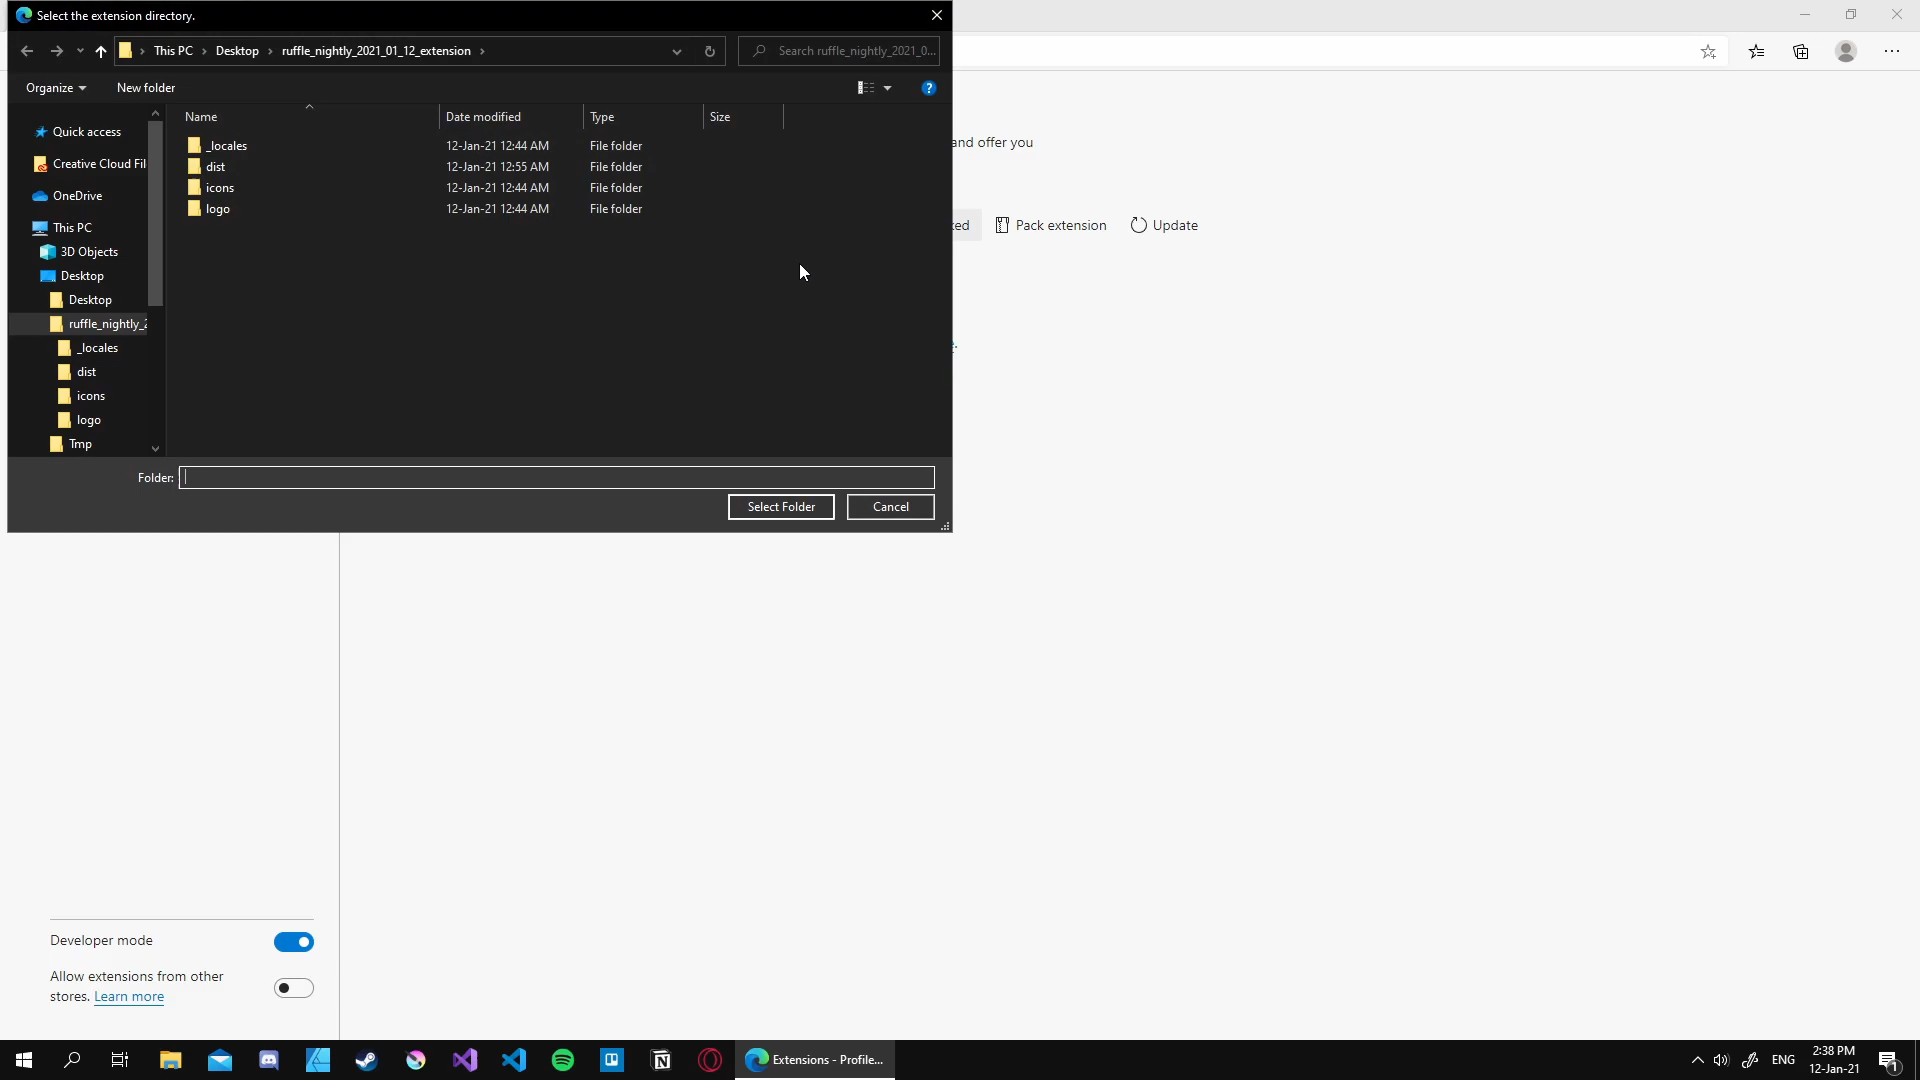 Select the extension directory.
This PC > Desktop > ruffle_nightly_2021_01_12_extension >
Search ruffle_nightly_2021_0...
Organize
New folder
?
Name
Date modified
Type
Size
Quick access
Creative Cloud Fil
OneDrive
This PC
3D Objects
Desktop
Desktop
ruffle_nightly_2
_locales
dist
icons
logo
Tmp
_locales 12-Jan-21 12:44 AM File folder
dist 12-Jan-21 12:55 AM File folder
icons 12-Jan-21 12:44 AM File folder
logo 12-Jan-21 12:44 AM File folder
Folder:
Select Folder
Cancel
and offer you
ed
Pack extension
Update
Developer mode
Allow extensions from other
stores. Learn more
Extensions - Profile...
ENG
2:38 PM
12-Jan-21
1